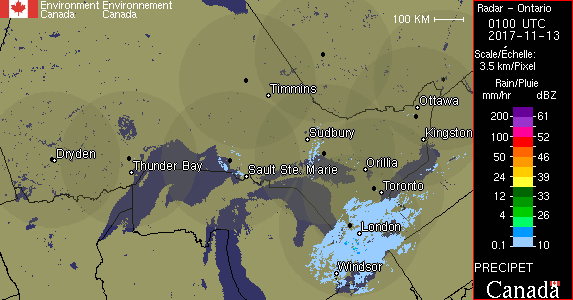 Environment Environnement
Canada Canada
100 KM
Radar - Ontario
0100 UTC
2017-11-13
Scale/Échelle:
3.5 km/Pixel
Rain/Pluie
mm/hr dBZ
200 61
100 52
50 46
24 39
12 33
4 26
0.1 10
PRECIPET
Canada
Timmins
Ottawa
Sudbury
Kingston
Dryden
Thunder Bay
Sault Ste. Marie
Orillia
Toronto
London
Windsor